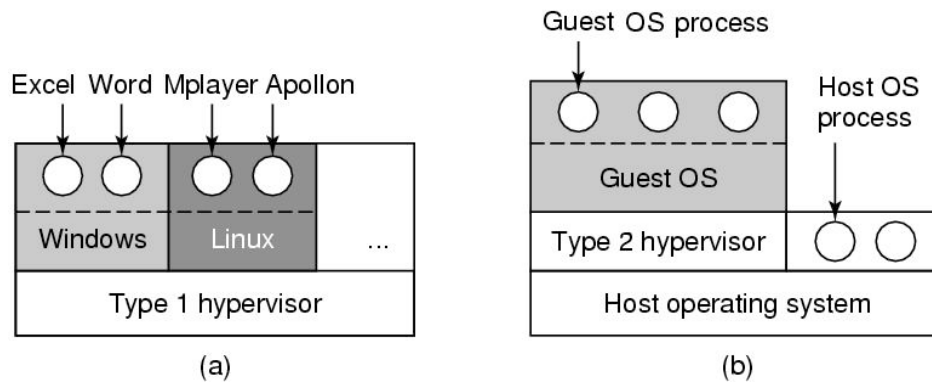 Excel Word Mplayer Apollon
Windows
Linux
...
Type 1 hypervisor
(a)
Guest OS process
Host OS
process
Guest OS
Type 2 hypervisor
Host operating system
(b)